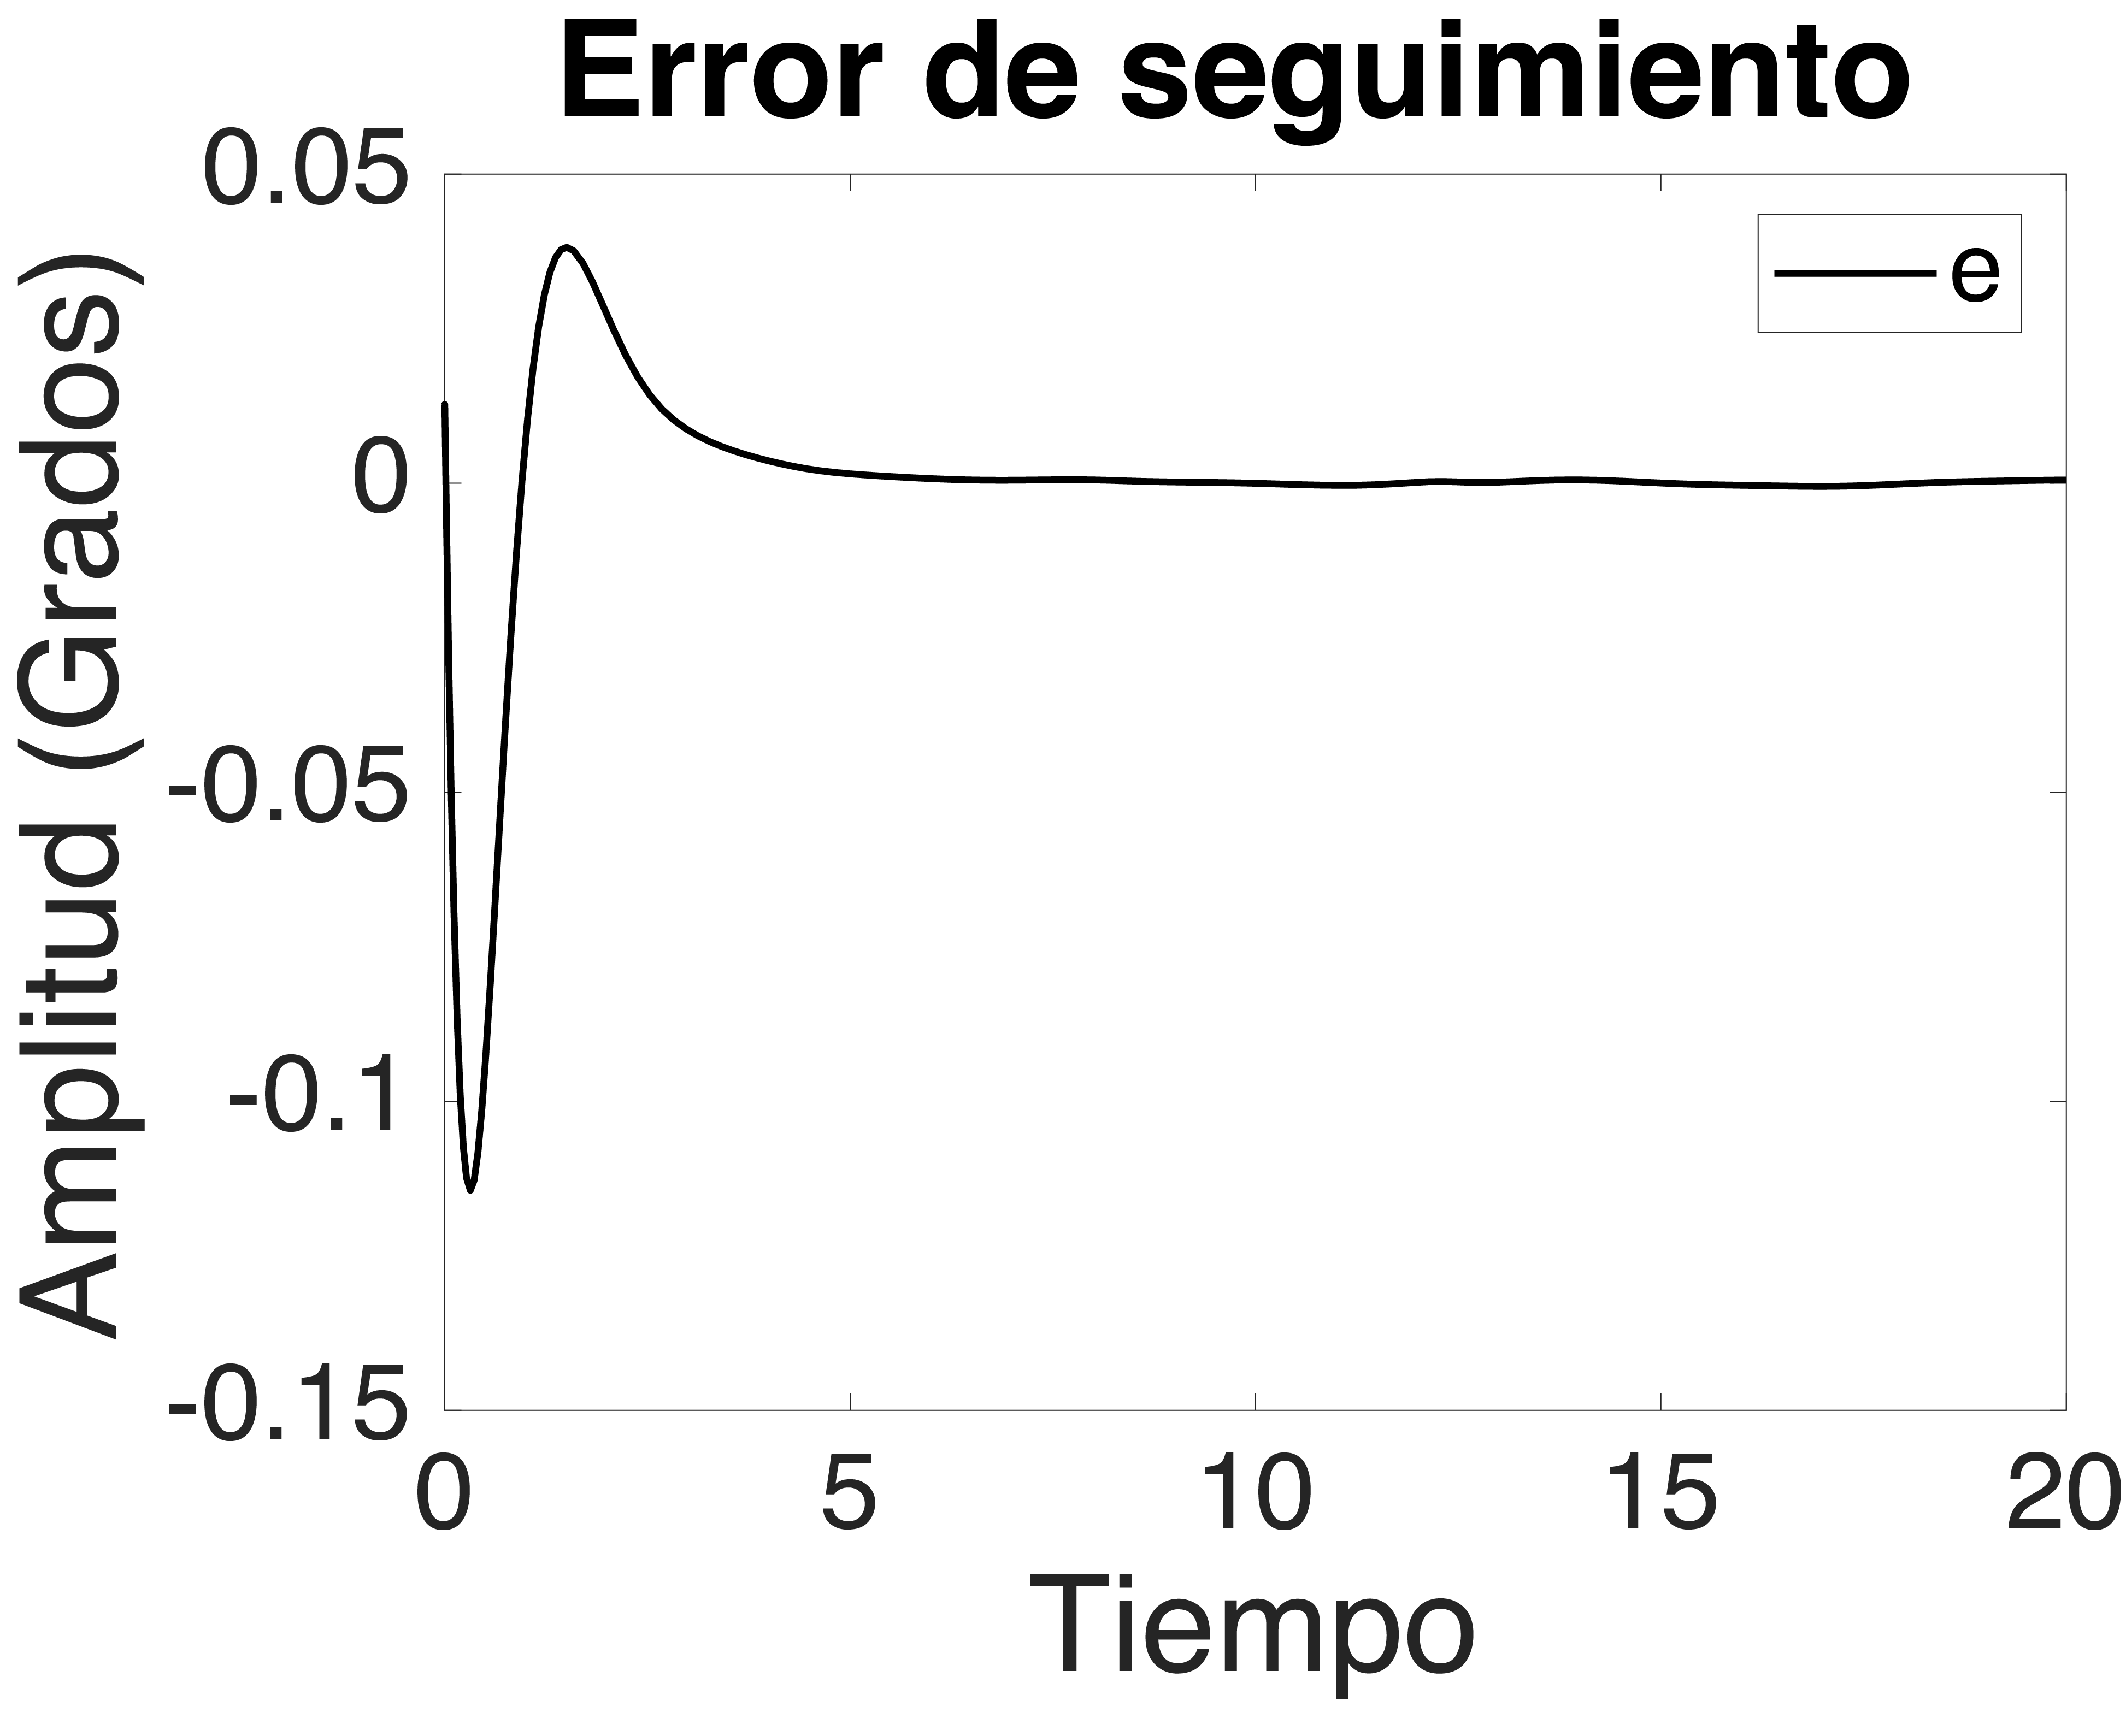 Error de seguimiento
0.05
0
-0.05
-0.1
-0.15
Amplitud (Grados)
e
0 5 10 15 20
Tiempo